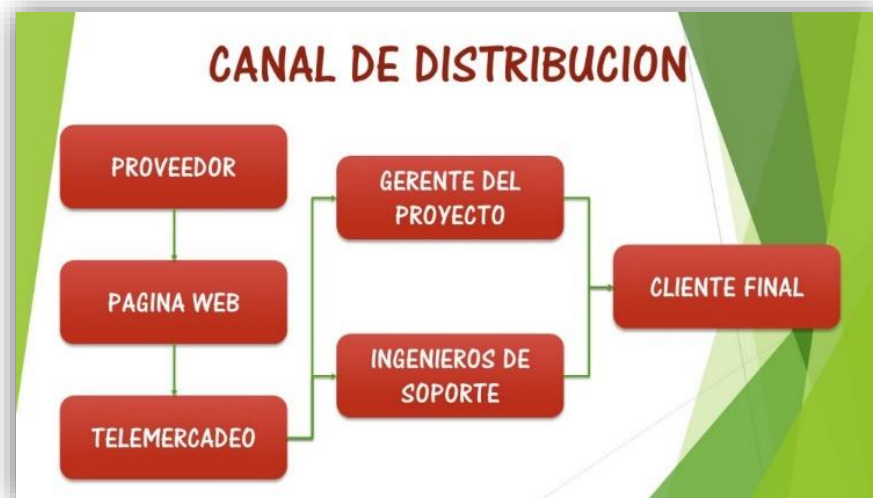 CANAL DE DISTRIBUCION
PROVEEDOR
PAGINA WEB
TELEMERCADEO
GERENTE DEL
PROYECTO
INGENIEROS DE
SOPORTE
CLIENTE FINAL